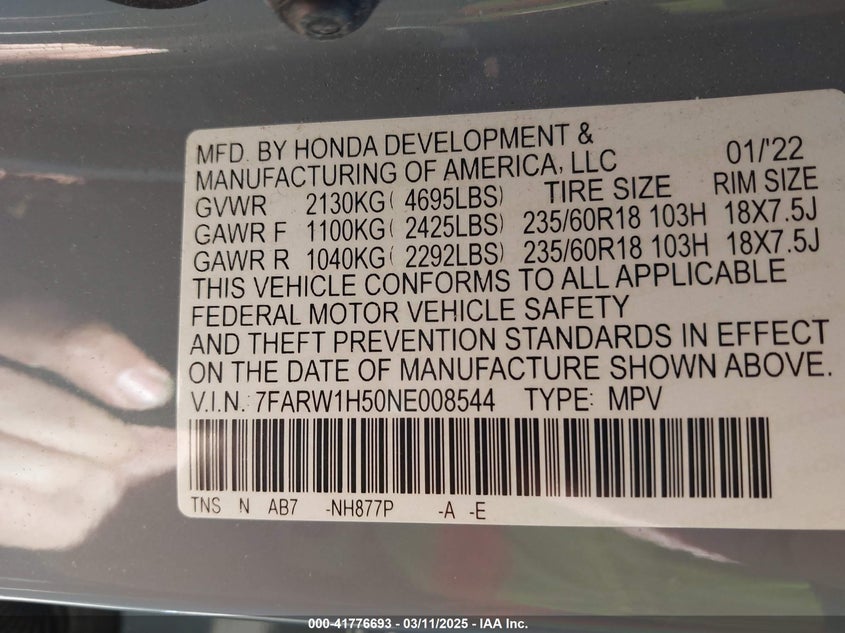 MFD. BY HONDA DEVELOPMENT &
MANUFACTURING OF AMERICA, LLC 01/'22
GVWR 2130KG( 4695LBS) TIRE SIZE RIM SIZE
GAWR F 1100KG( 2425LBS) 235/60R18 103H 18X7.5J
GAWR R 1040KG( 2292LBS) 235/60R18 103H 18X7.5J
THIS VEHICLE CONFORMS TO ALL APPLICABLE
FEDERAL MOTOR VEHICLE SAFETY
AND THEFT PREVENTION STANDARDS IN EFFECT
ON THE DATE OF MANUFACTURE SHOWN ABOVE.
V.I.N. 7FARW1H50NE008544 TYPE: MPV
TNS N AB7 -NH877P -A -E
000-41776693 - 03/11/2025 - IAA Inc.